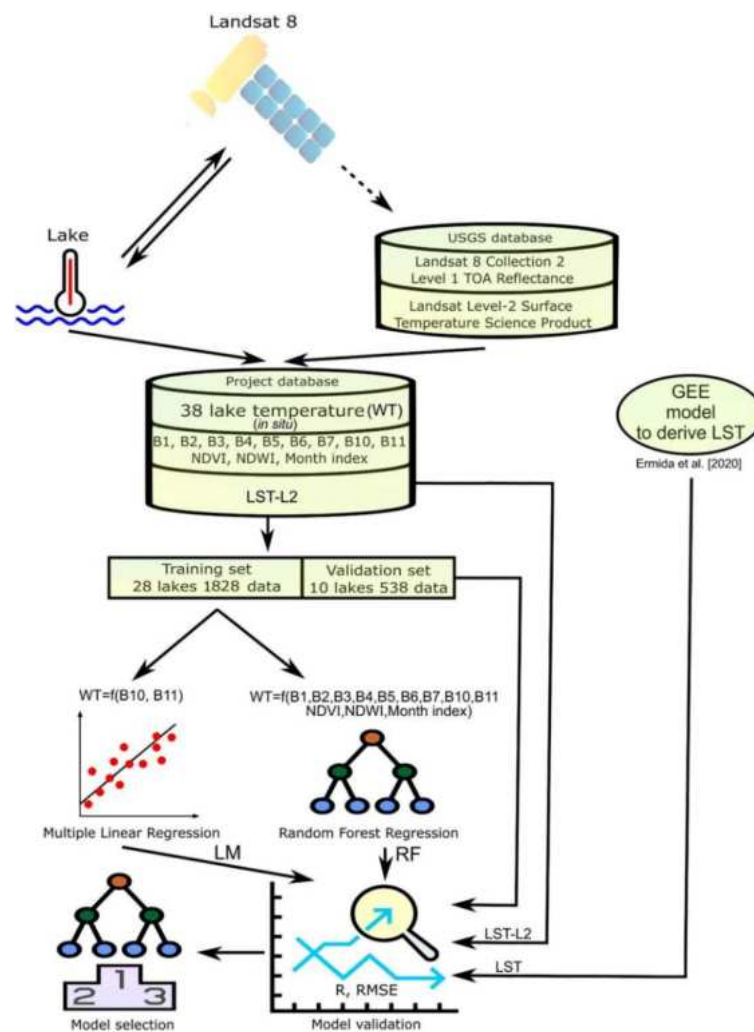 Landsat 8
Lake
USGS database
Landsat 8 Collection 2
Level 1 TOA Reflectance
Landsat Level-2 Surface
Temperature Science Product
Project database
38 lake temperature(WT)
(in situ)
B1, B2, B3, B4, B5, B6, B7, B10, B11
NDVI, NDWI, Month index
LST-L2
GEE
model
to derive LST
Ermida et al. [2020]
Training set
28 lakes 1828 data
Validation set
10 lakes 538 data
WT=f(B10, B11)
WT=f(B1,B2,B3,B4,B5,B6,B7,B10,B11
NDVI,NDWI,Month index)
Multiple Linear Regression
Random Forest Regression
LM
RF
LST-L2
LST
R, RMSE
1
2
3
Model selection
Model validation